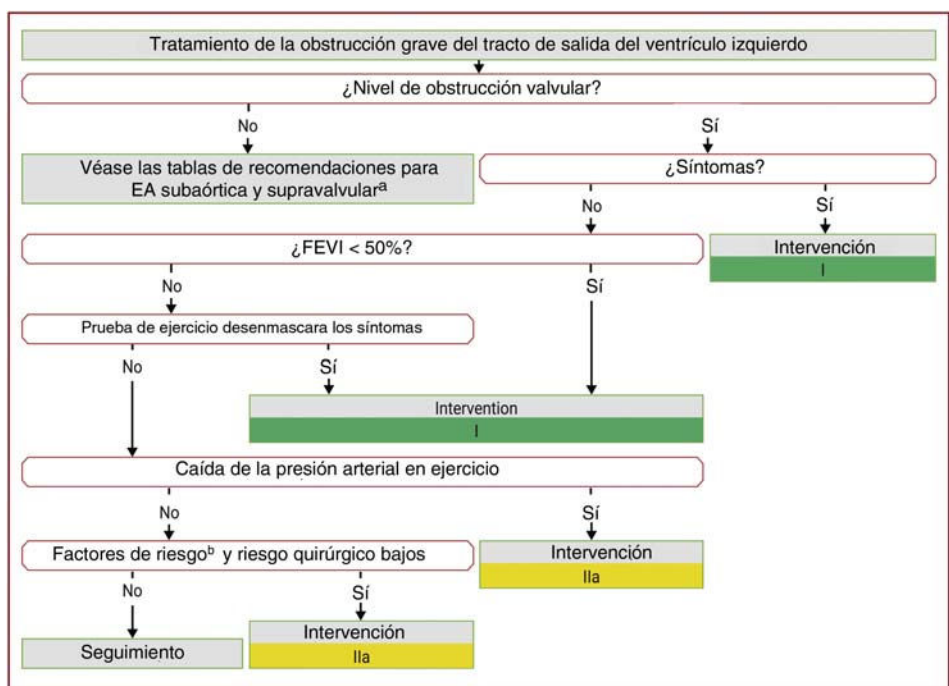 Tratamiento de la obstrucción grave del tracto de salida del ventrículo izquierdo
¿Nivel de obstrucción valvular?
No
Sí
Véase las tablas de recomendaciones para
EA subaórtica y supravalvularᵃ
¿Síntomas?
No
Sí
¿FEVI < 50%?
Intervención
I
No
Sí
Prueba de ejercicio desenmascara los síntomas
No
Sí
Intervention
I
Caída de la presión arterial en ejercicio
No
Sí
Factores de riesgoᵇ y riesgo quirúrgico bajos
Intervención
IIa
No
Sí
Seguimiento
Intervención
IIa